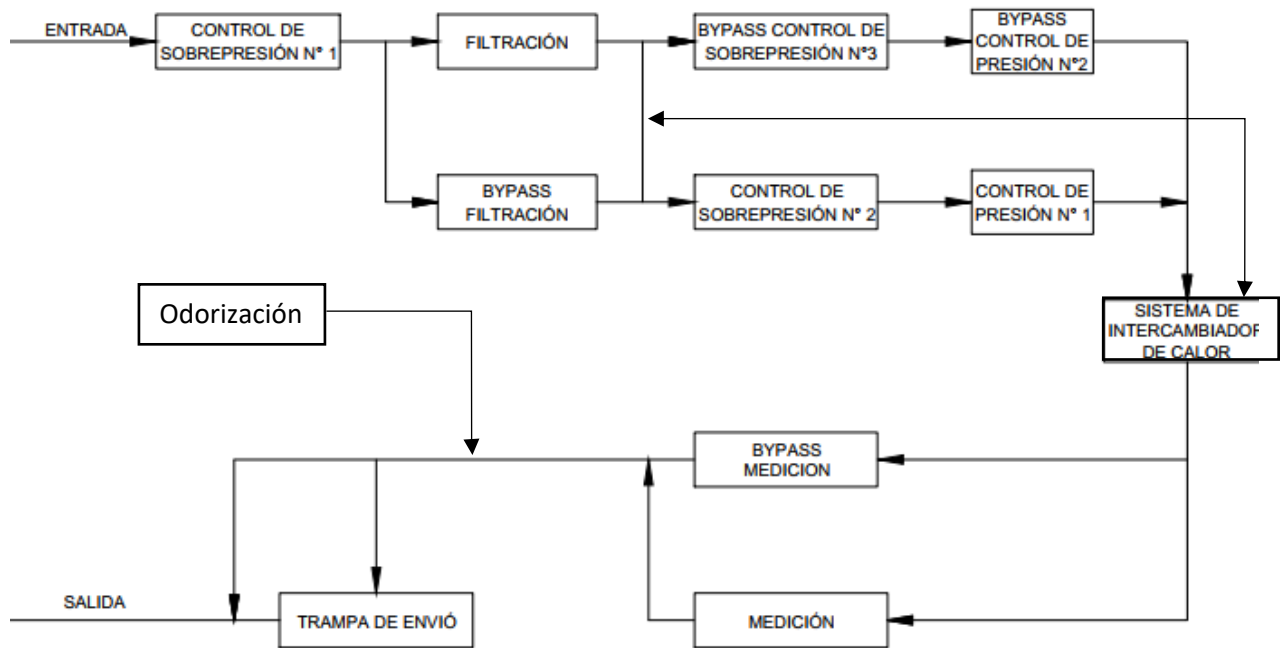 ENTRADA
CONTROL DE
SOBREPRESIÓN N° 1
FILTRACIÓN
BYPASS CONTROL DE
SOBREPRESIÓN N°3
BYPASS
CONTROL DE
PRESIÓN N°2
BYPASS
FILTRACIÓN
CONTROL DE
SOBREPRESIÓN N° 2
CONTROL DE
PRESIÓN N° 1
Odorización
SISTEMA DE
INTERCAMBIADOR
DE CALOR
BYPASS
MEDICION
SALIDA
TRAMPA DE ENVIÓ
MEDICIÓN